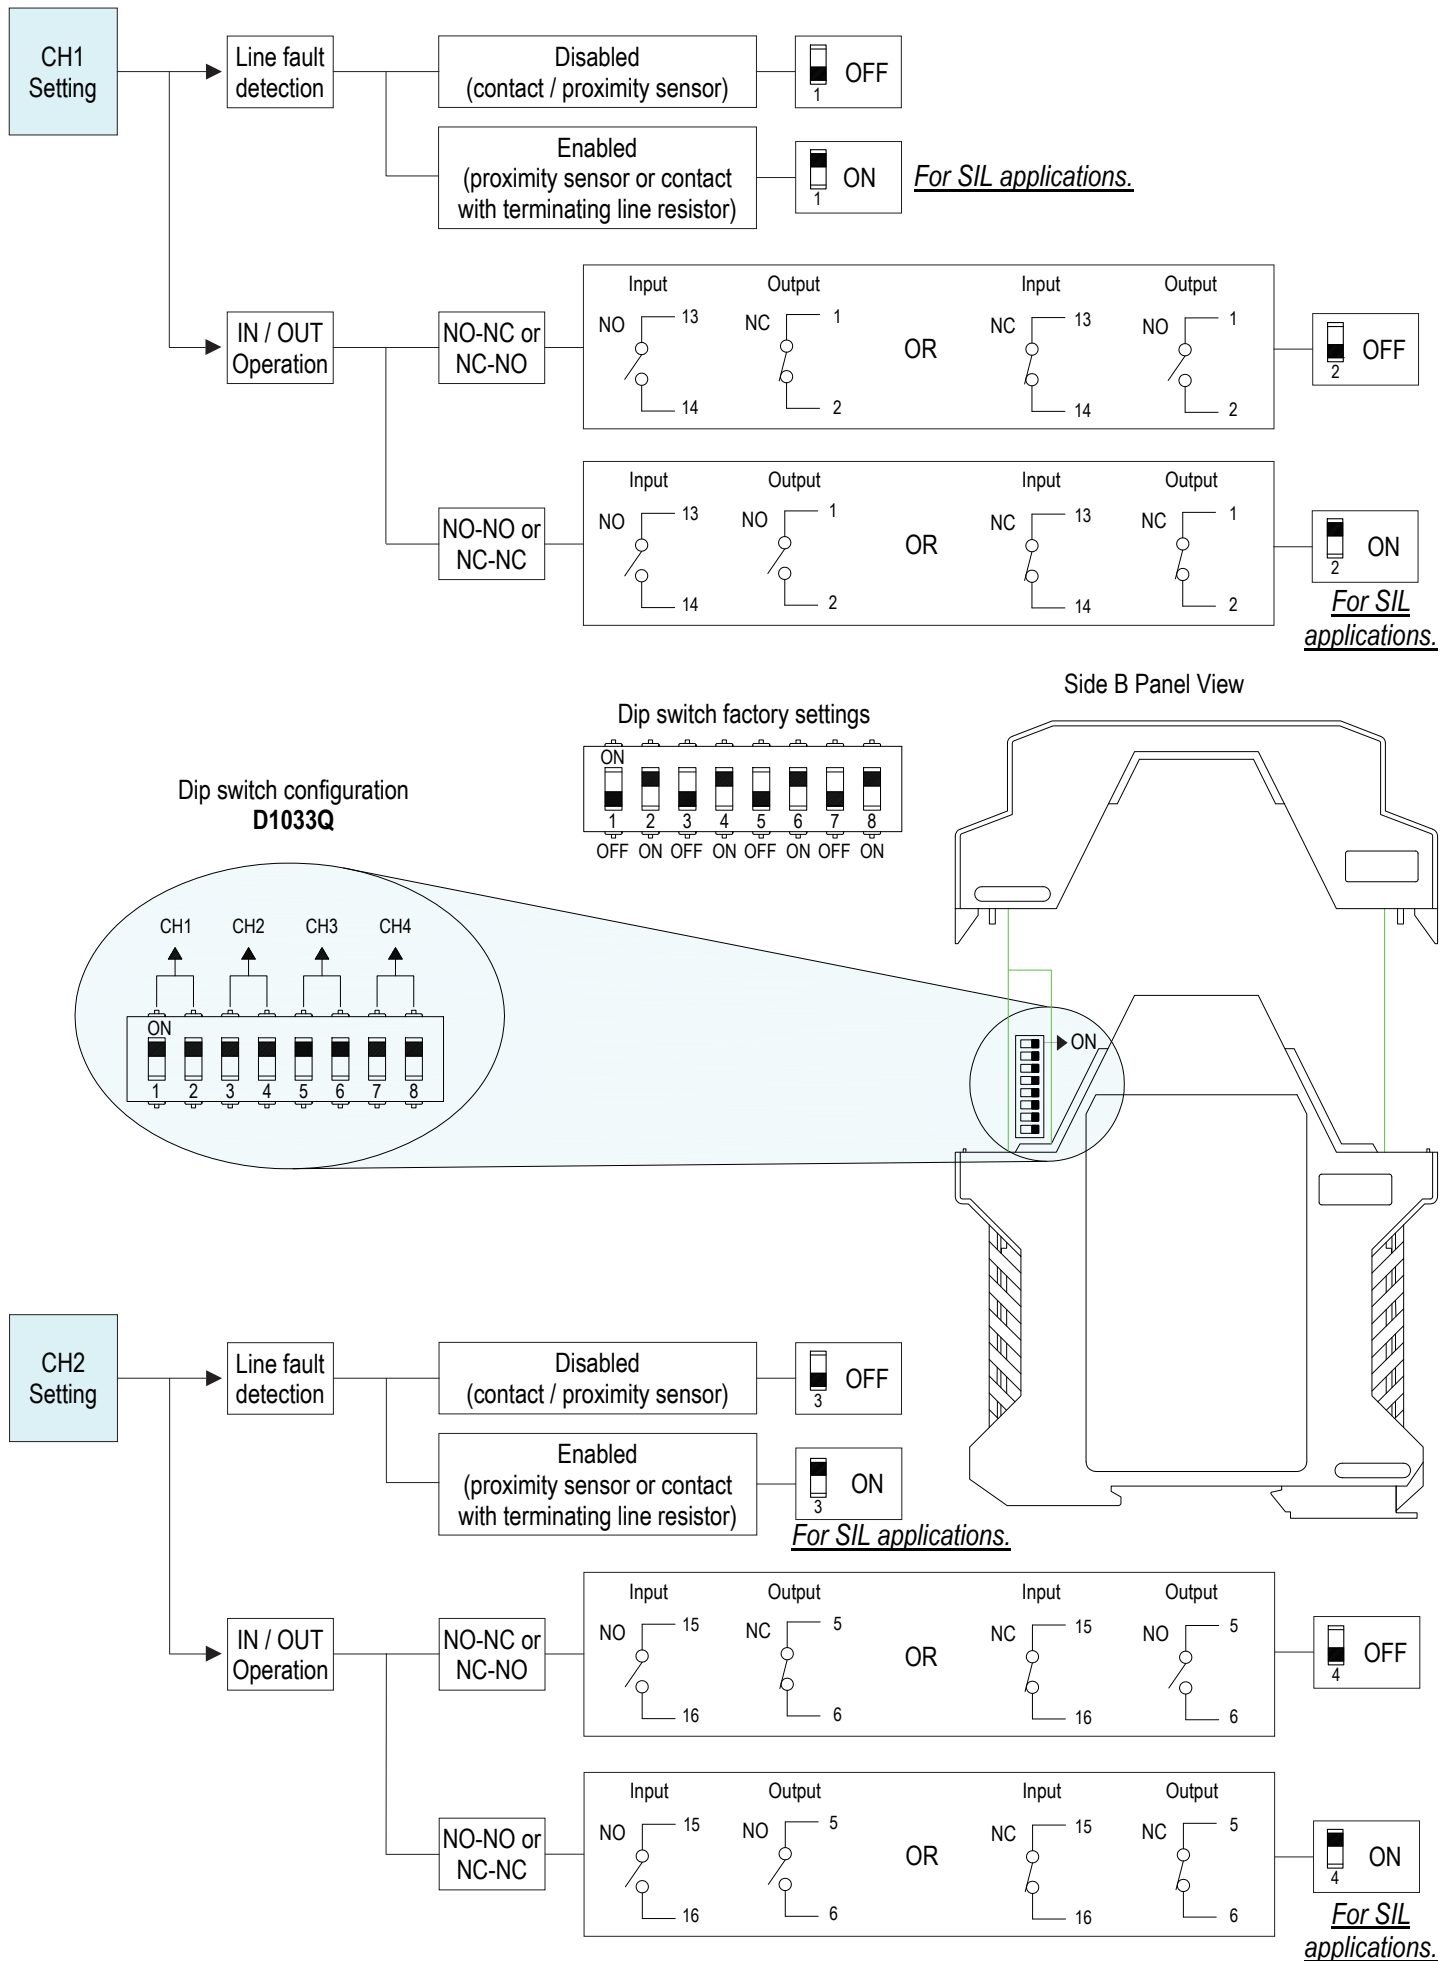 CH1
Setting
Line fault
detection
Disabled
(contact / proximity sensor)
1
OFF
Enabled
(proximity sensor or contact
with terminating line resistor)
1
ON
For SIL applications.
IN / OUT
Operation
NO-NC or
NC-NO
Input
Output
Input
Output
NO
13
NC
1
OR
NC
13
NO
1
14
2
14
2
2
OFF
NO-NO or
NC-NC
Input
Output
Input
Output
NO
13
NO
1
OR
NC
13
NC
1
14
2
14
2
2
ON
For SIL
applications.
Side B Panel View
Dip switch factory settings
ON
1 2 3 4 5 6 7 8
OFF ON OFF ON OFF ON OFF ON
Dip switch configuration
D1033Q
CH1 CH2 CH3 CH4
ON
1 2 3 4 5 6 7 8
ON
CH2
Setting
Line fault
detection
Disabled
(contact / proximity sensor)
3
OFF
Enabled
(proximity sensor or contact
with terminating line resistor)
3
ON
For SIL applications.
IN / OUT
Operation
NO-NC or
NC-NO
Input
Output
Input
Output
NO
15
NC
5
OR
NC
15
NO
5
16
6
16
6
4
OFF
NO-NO or
NC-NC
Input
Output
Input
Output
NO
15
NO
5
OR
NC
15
NC
5
16
6
16
6
4
ON
For SIL
applications.